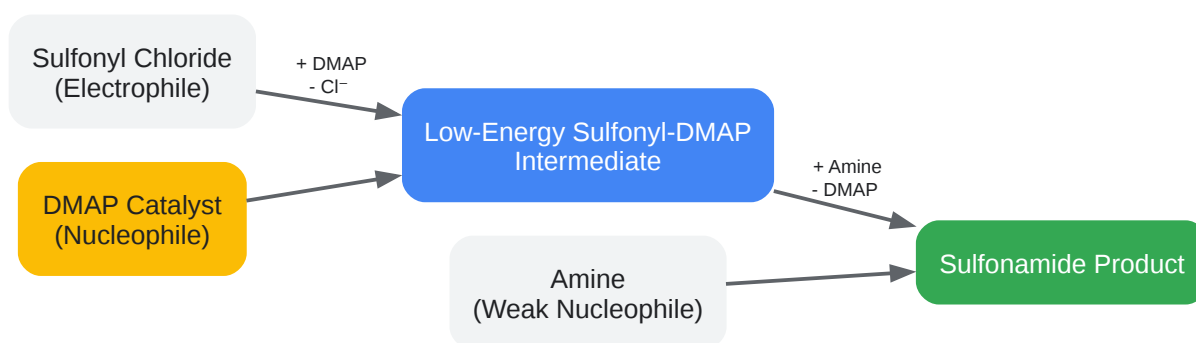 Sulfonyl Chloride
(Electrophile)
+ DMAP
- Cl⁻
DMAP Catalyst
(Nucleophile)
Low-Energy Sulfonyl-DMAP
Intermediate
+ Amine
- DMAP
Amine
(Weak Nucleophile)
Sulfonamide Product